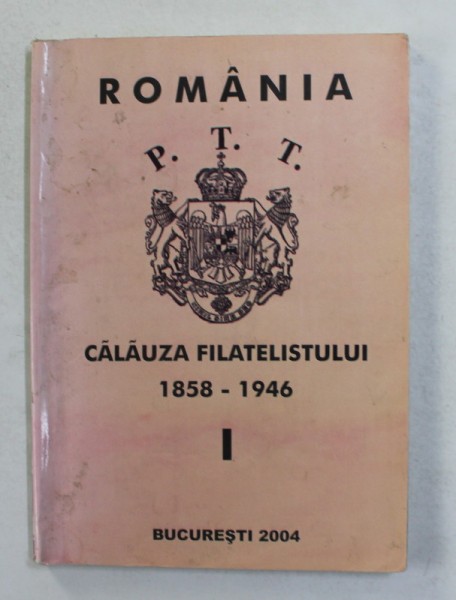 ROMÂNIA
P. T. T.
CĂLĂUZA FILATELISTULUI
1858 - 1946
I
BUCUREŞTI 2004